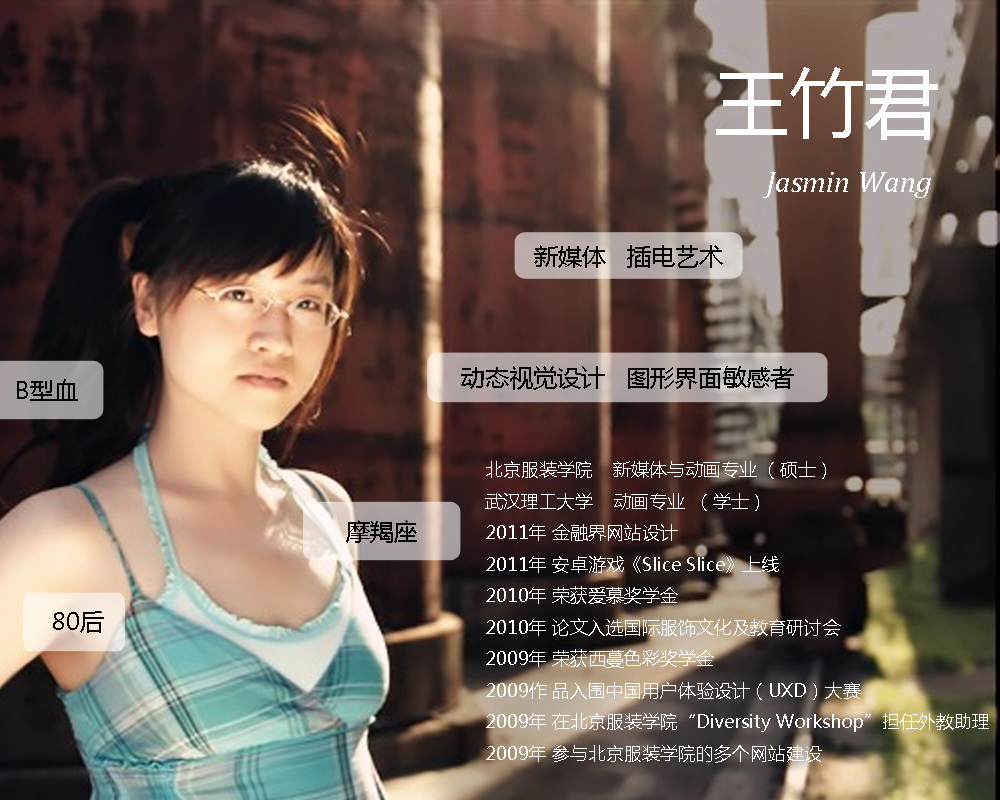 王竹君
Jasmin Wang
新媒体 插电艺术
动态视觉设计 图形界面敏感者
B型血
摩羯座
80后
北京服装学院 新媒体与动画专业（硕士）
武汉理工大学 动画专业 （学士）
2011年 金融界网站设计
2011年 安卓游戏《Slice Slice》上线
2010年 荣获爱慕奖学金
2010年 论文入选国际服饰文化及教育研讨会
2009年 荣获西蔓色彩奖学金
2009作 品入围中国用户体验设计（UXD）大赛
2009年 在北京服装学院“Diversity Workshop”担任外教助理
2009年 参与北京服装学院的多个网站建设